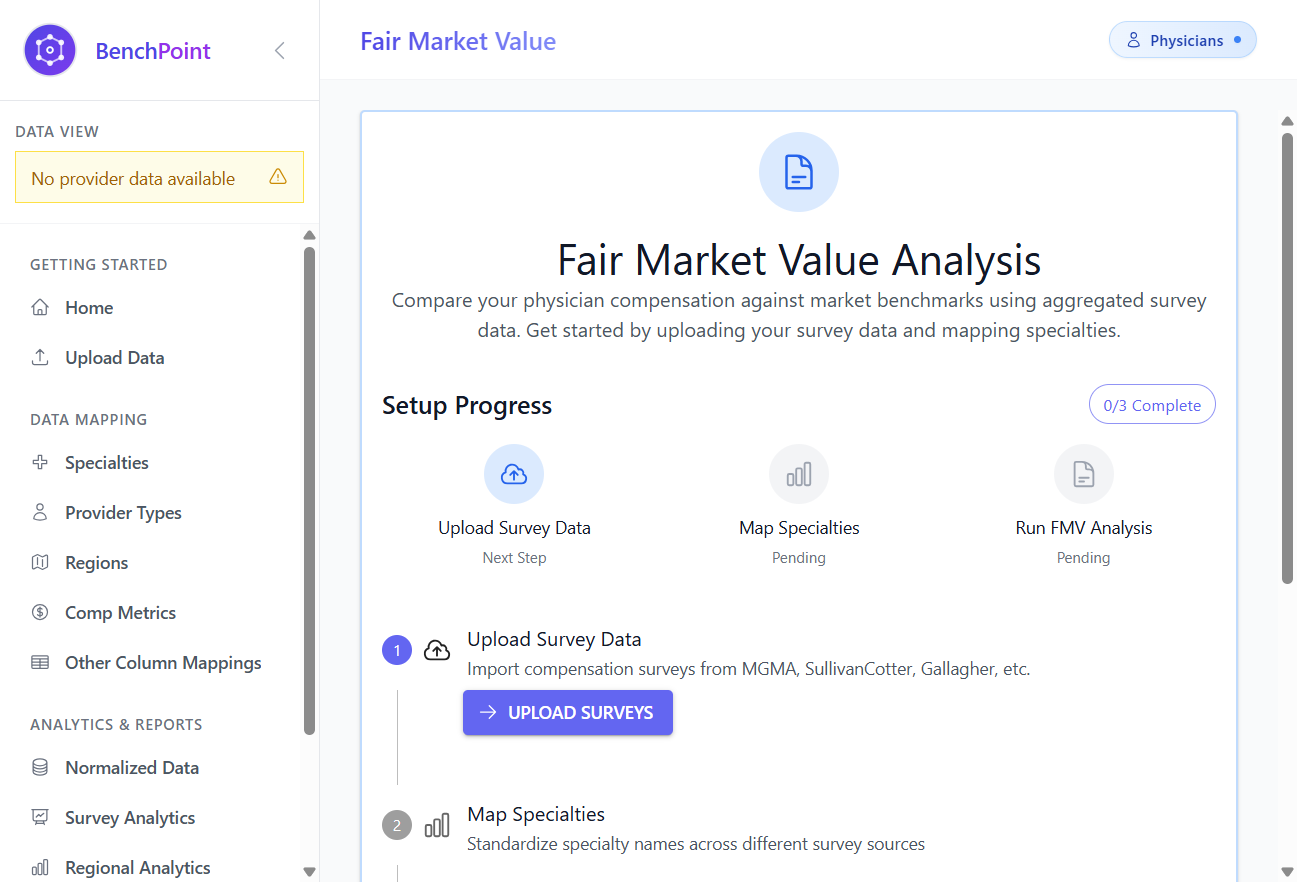 BenchPoint
DATA VIEW
No provider data available
GETTING STARTED
Home
Upload Data
DATA MAPPING
Specialties
Provider Types
Regions
Comp Metrics
Other Column Mappings
ANALYTICS & REPORTS
Normalized Data
Survey Analytics
Regional Analytics
Fair Market Value
Physicians
Fair Market Value Analysis
Compare your physician compensation against market benchmarks using aggregated survey
data. Get started by uploading your survey data and mapping specialties.
Setup Progress
0/3 Complete
Upload Survey Data
Next Step
Map Specialties
Pending
Run FMV Analysis
Pending
1
Upload Survey Data
Import compensation surveys from MGMA, SullivanCotter, Gallagher, etc.
UPLOAD SURVEYS
2
Map Specialties
Standardize specialty names across different survey sources